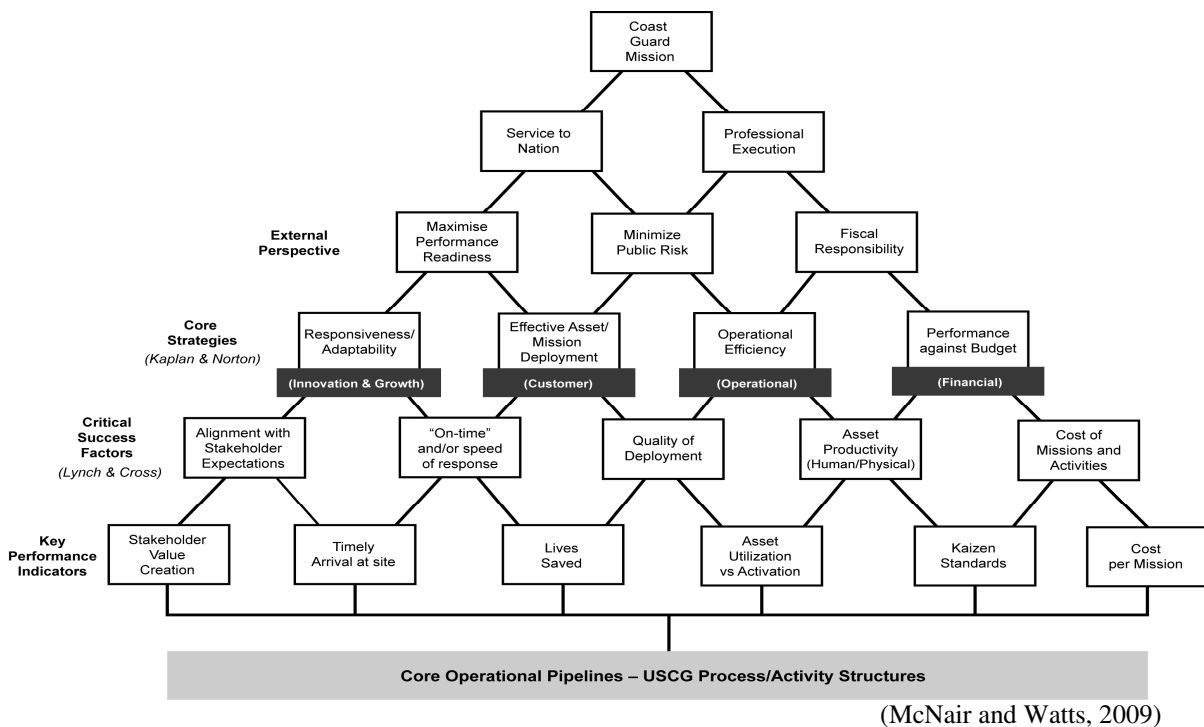 Coast
Guard
Mission
Service to
Nation
Professional
Execution
External
Perspective
Maximise
Performance
Readiness
Minimize
Public Risk
Fiscal
Responsibility
Core
Strategies
(Kaplan & Norton)
Responsiveness/
Adaptability
(Innovation & Growth)
Effective Asset/
Mission
Deployment
(Customer)
Operational
Efficiency
(Operational)
Performance
against Budget
(Financial)
Critical
Success
Factors
(Lynch & Cross)
Alignment with
Stakeholder
Expectations
"On-time"
and/or speed
of response
Quality of
Deployment
Asset
Productivity
(Human/Physical)
Cost of
Missions and
Activities
Key
Performance
Indicators
Stakeholder
Value
Creation
Timely
Arrival at site
Lives
Saved
Asset
Utilization
vs Activation
Kaizen
Standards
Cost
per Mission
Core Operational Pipelines – USCG Process/Activity Structures
(McNair and Watts, 2009)